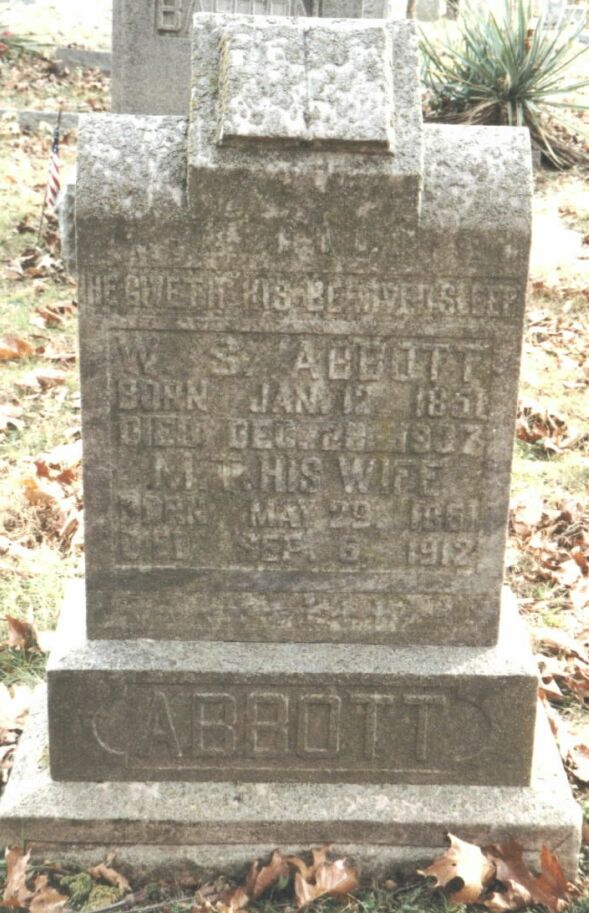 HE GIVETH HIS BELOVED SLEEP
W. S. ABBOTT
BORN JAN. 12 1851
DIED DEC. 28 1937
M. T. HIS WIFE
BORN MAY 29. 1861
DIED SEP. 6. 1912
ABBOTT